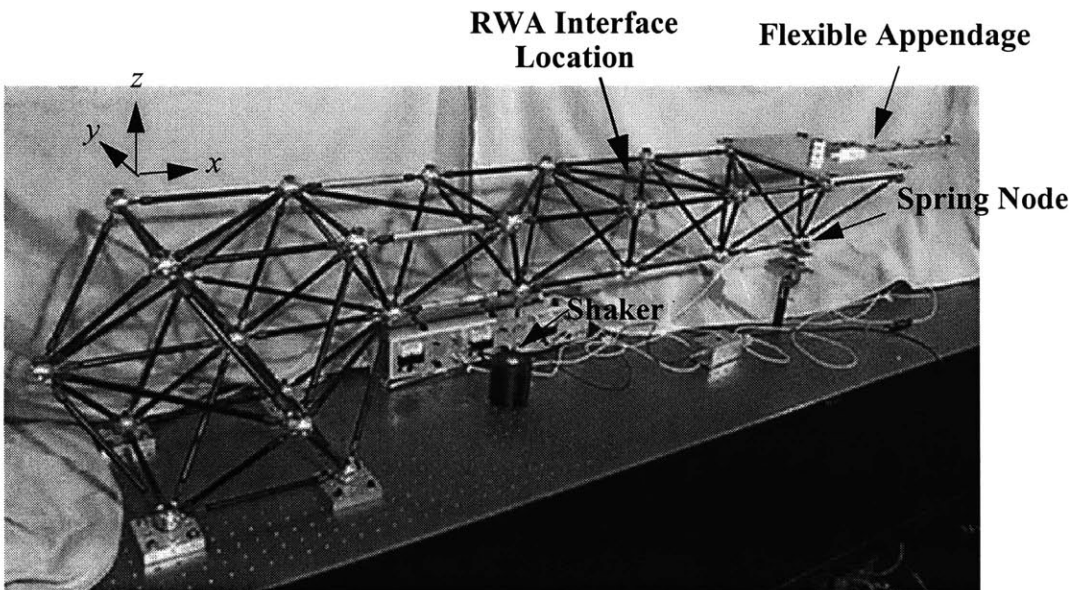 RWA Interface
Location
Flexible Appendage
z
y
x
Spring Node
Shaker